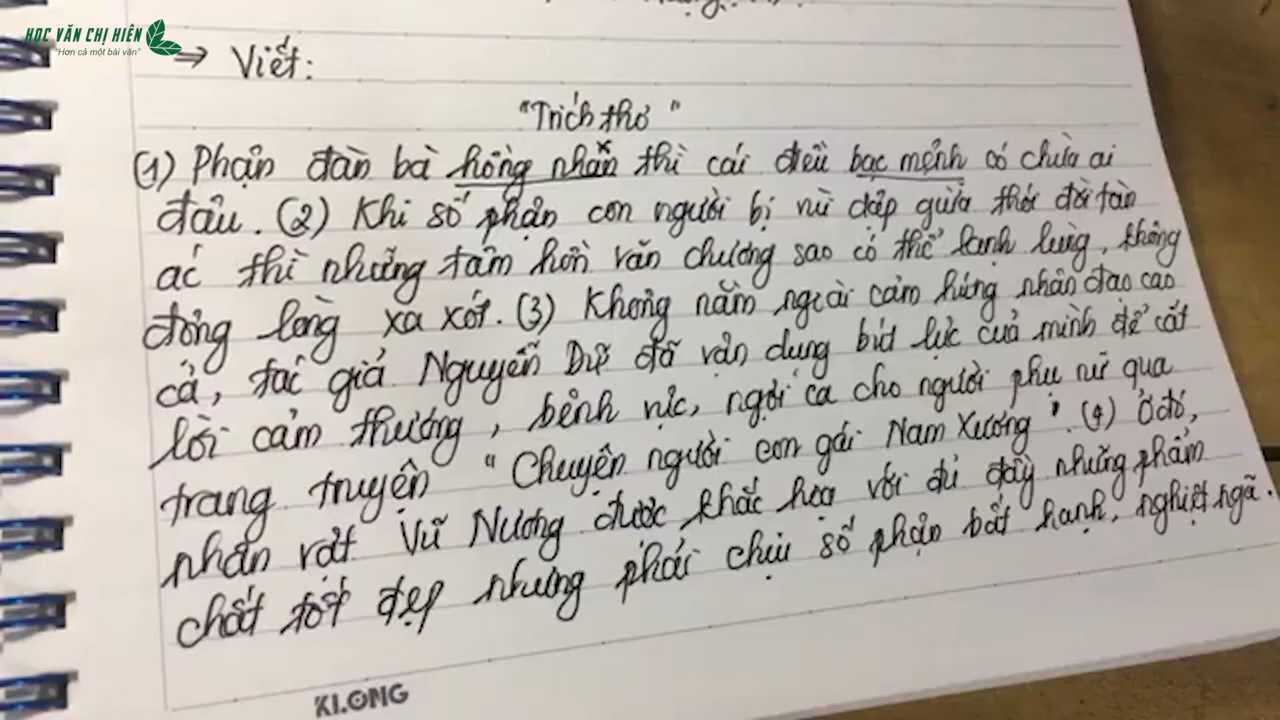 HỌC VĂN CHỊ HIÊN
"Hơn cả một bài văn"
⇒ Viết:
"Trích thơ"
(1) Phận đàn bà hồng nhan thì cái điều bạc mệnh có chừa ai
đâu. (2) Khi số phận con người bị vùi dập giữa thói đời tàn
ác thì những tâm hồn văn chương sao có thể lạnh lùng, không
động lòng xa xót. (3) Không nằm ngoài cảm hứng nhân đạo cao
cả, tác giả Nguyễn Dữ đã vận dung bút lực của mình để cất
lời cảm thương, bênh vực, ngợi ca cho người phụ nữ qua
trang truyện "Chuyện người con gái Nam Xương". (4) Ở đó,
nhân vật Vũ Nương được khắc họa với đủ đầy những phẩm
chất tốt đẹp nhưng phải chịu số phận bất hạnh, nghiệt ngã.
KLONG